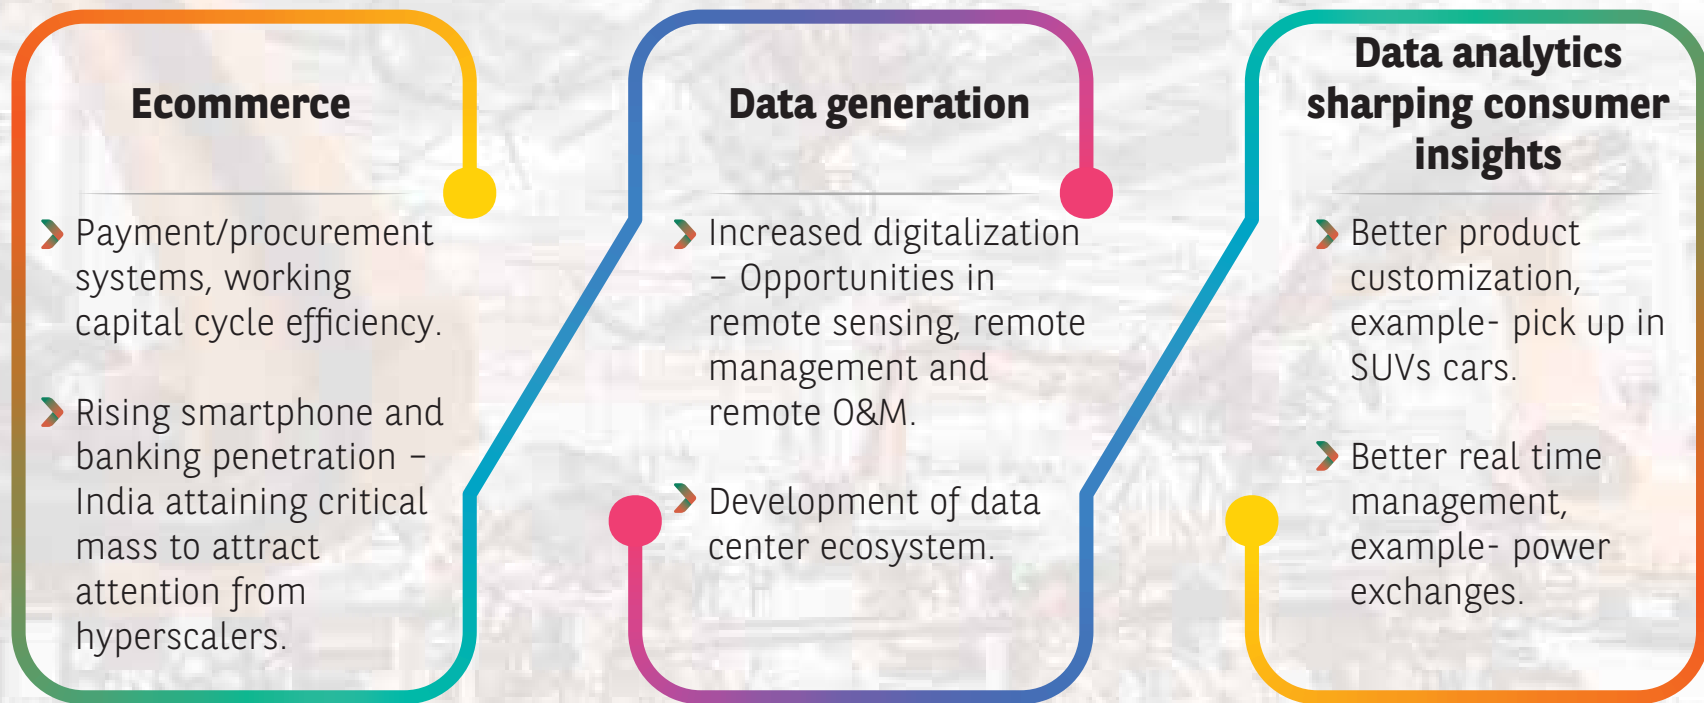 Ecommerce
Payment/procurement
systems, working
capital cycle efficiency.
Rising smartphone and
banking penetration –
India attaining critical
mass to attract
attention from
hyperscalers.
Data generation
Increased digitalization
– Opportunities in
remote sensing, remote
management and
remote O&M.
Development of data
center ecosystem.
Data analytics
sharping consumer
insights
Better product
customization,
example- pick up in
SUVs cars.
Better real time
management,
example- power
exchanges.